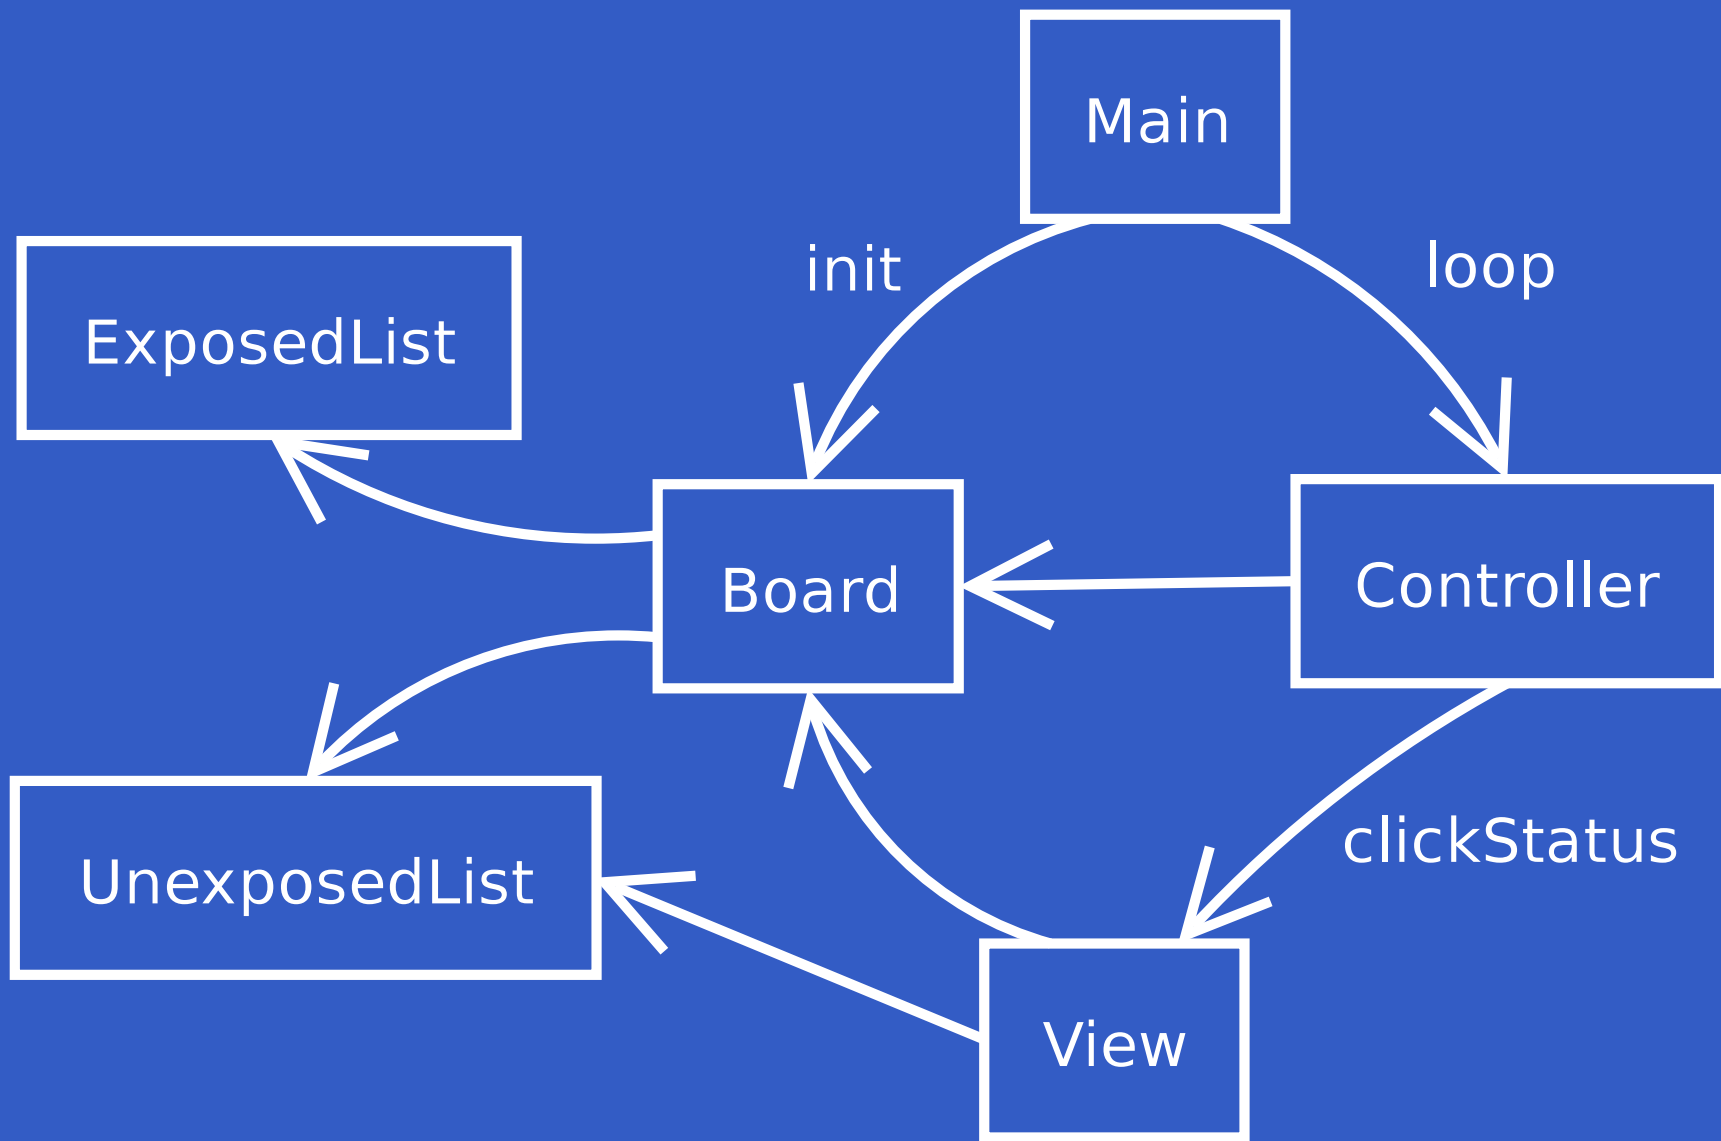 Main
init
loop
ExposedList
Board
Controller
clickStatus
UnexposedList
View